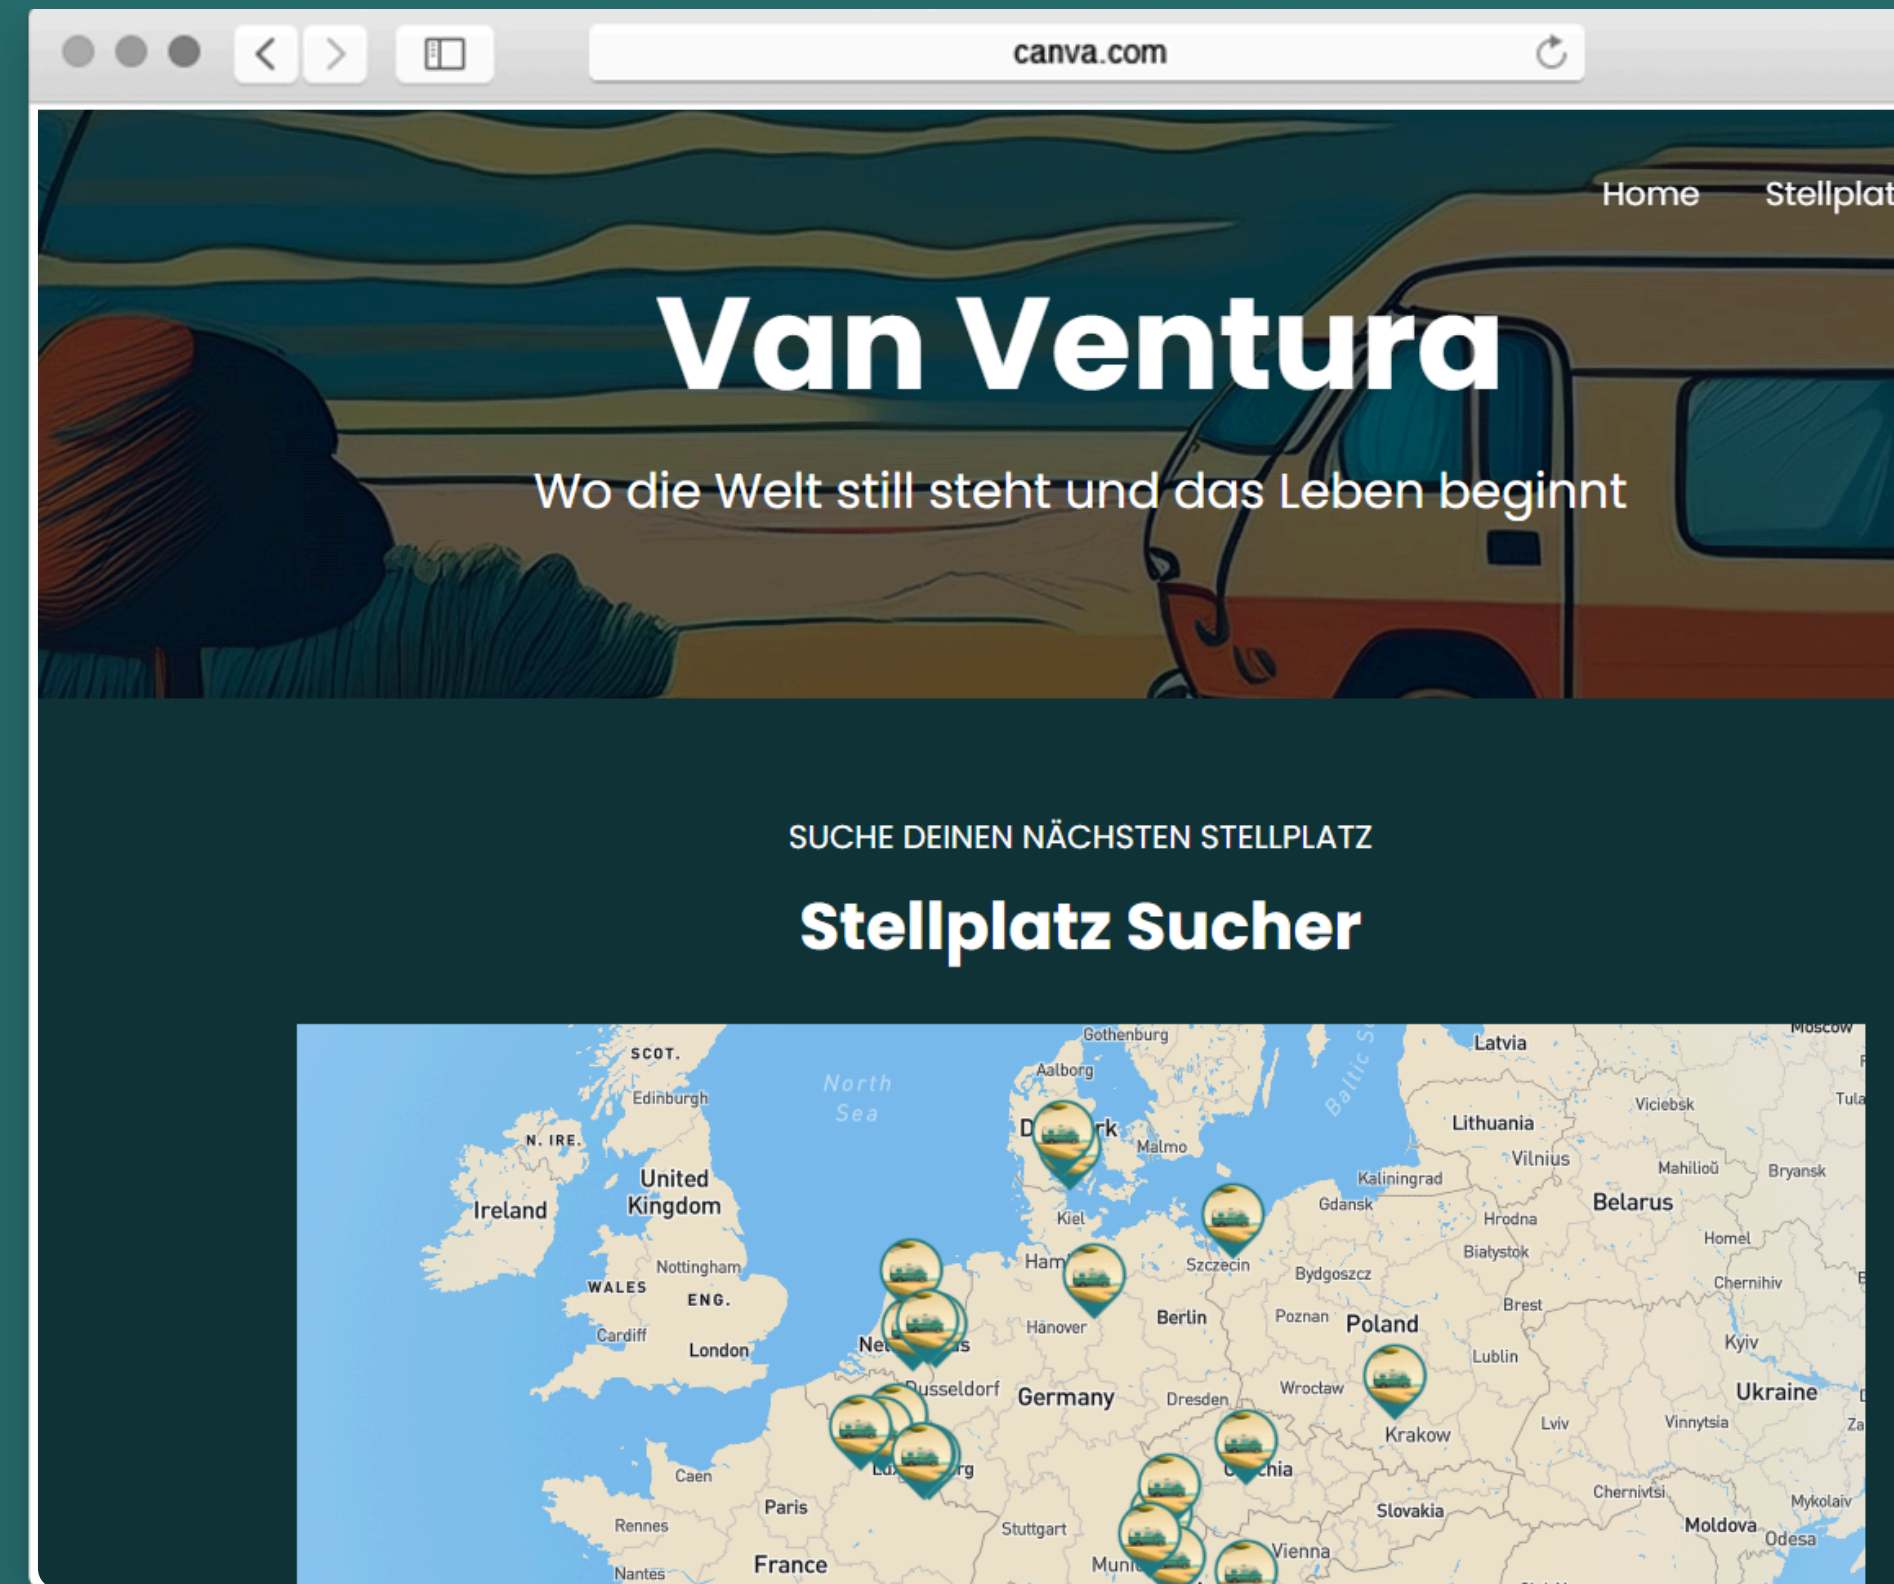 canva.com
Home Stellplat
Van Ventura
Wo die Welt still steht und das Leben beginnt
SUCHE DEINEN NÄCHSTEN STELLPLATZ
Stellplatz Sucher
Gothenburg
Moscow
SCOT.
Latvia
Aalborg
North
Sea
Edinburgh
Viciebsk
Tula
Lithuania
N. IRE.
Malmo
Vilnius
Mahilioŭ
Bryansk
United
Kingdom
Kaliningrad
Ireland
Gdansk
Belarus
Kiel
Hrodna
Homel
Białystok
Szczecin
Nottingham
Bydgoszcz
Chernihiv
WALES
ENG.
Brest
Berlin
Poznan
Poland
Hanover
Cardiff
Kyiv
London
Lublin
Dusseldorf
Germany
Wrocław
Ukraine
Dresden
Lviv
Vinnytsia
Za
Krakow
Caen
Chernivtsi
Mykolaiv
Paris
Slovakia
Rennes
Stuttgart
Moldova
Odesa
Vienna
France
Nantes